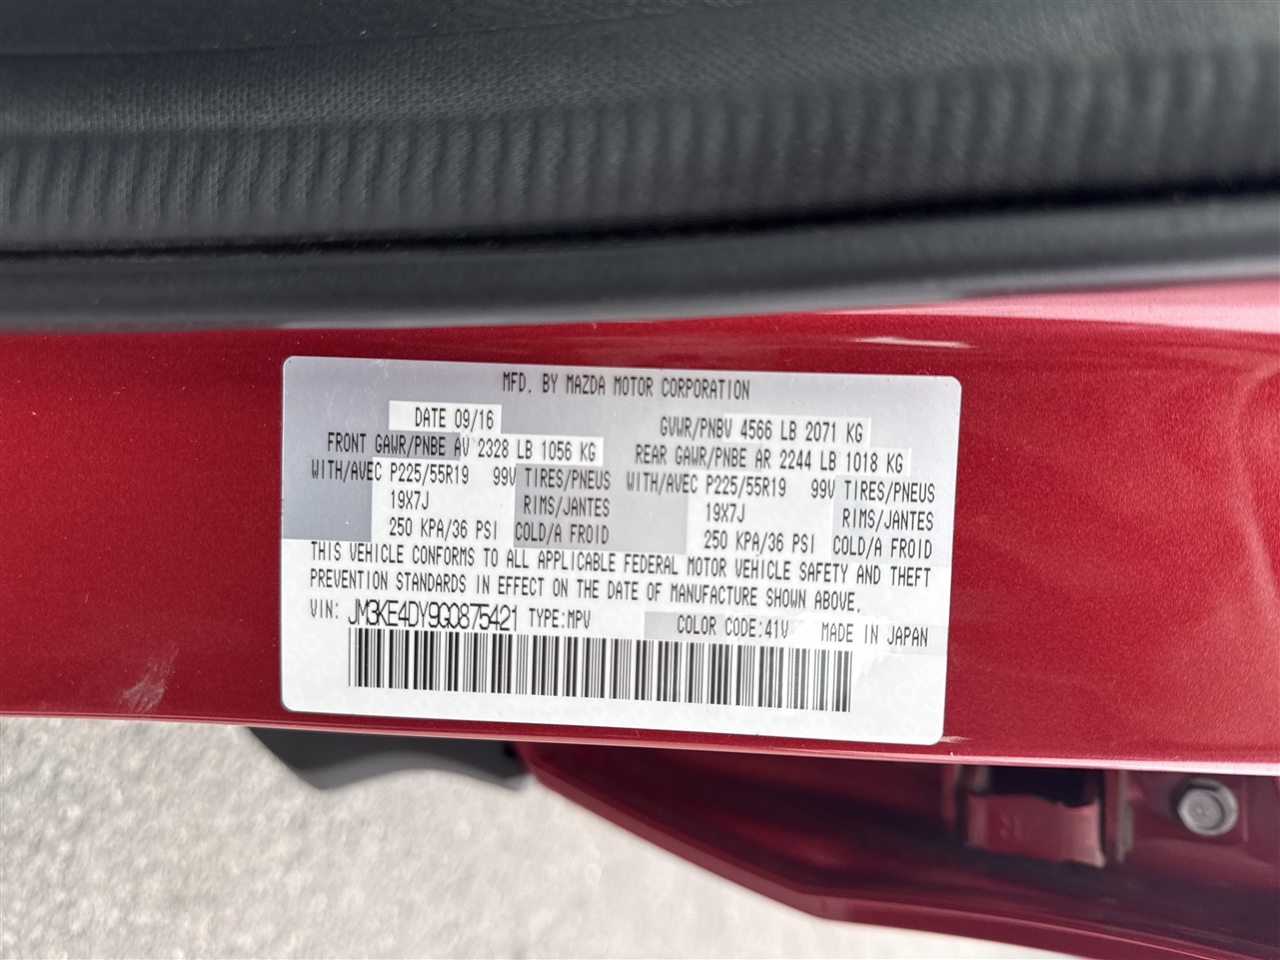 MFD. BY MAZDA MOTOR CORPORATION
DATE 09/16 GVWR/PNBV 4566 LB 2071 KG
FRONT GAWR/PNBE AV 2328 LB 1056 KG REAR GAWR/PNBE AR 2244 LB 1018 KG
WITH/AVEC P225/55R19 99V TIRES/PNEUS WITH/AVEC P225/55R19 99V TIRES/PNEUS
19X7J RIMS/JANTES 19X7J RIMS/JANTES
250 KPA/36 PSI COLD/A FROID 250 KPA/36 PSI COLD/A FROID
THIS VEHICLE CONFORMS TO ALL APPLICABLE FEDERAL MOTOR VEHICLE SAFETY AND THEFT
PREVENTION STANDARDS IN EFFECT ON THE DATE OF MANUFACTURE SHOWN ABOVE.
VIN: JM3KE4DY9G0875421 TYPE:MPV COLOR CODE:41V MADE IN JAPAN